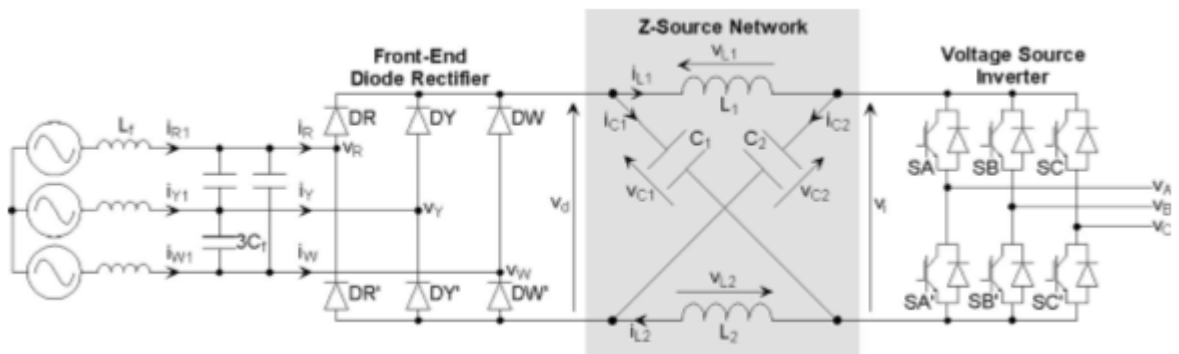 Z-Source Network
Front-End
Diode Rectifier
Voltage Source
Inverter
vL1
iL1
L1
DR
DY
DW
Lf
iR1
iR
vR
iC1
iC2
C1
C2
SA
SB
SC
vC1
vC2
iY1
iY
vY
vd
vi
vA
vB
vC
3Cf
iW1
iW
vW
vL2
DR'
DY'
DW'
SA'
SB'
SC'
iL2
L2